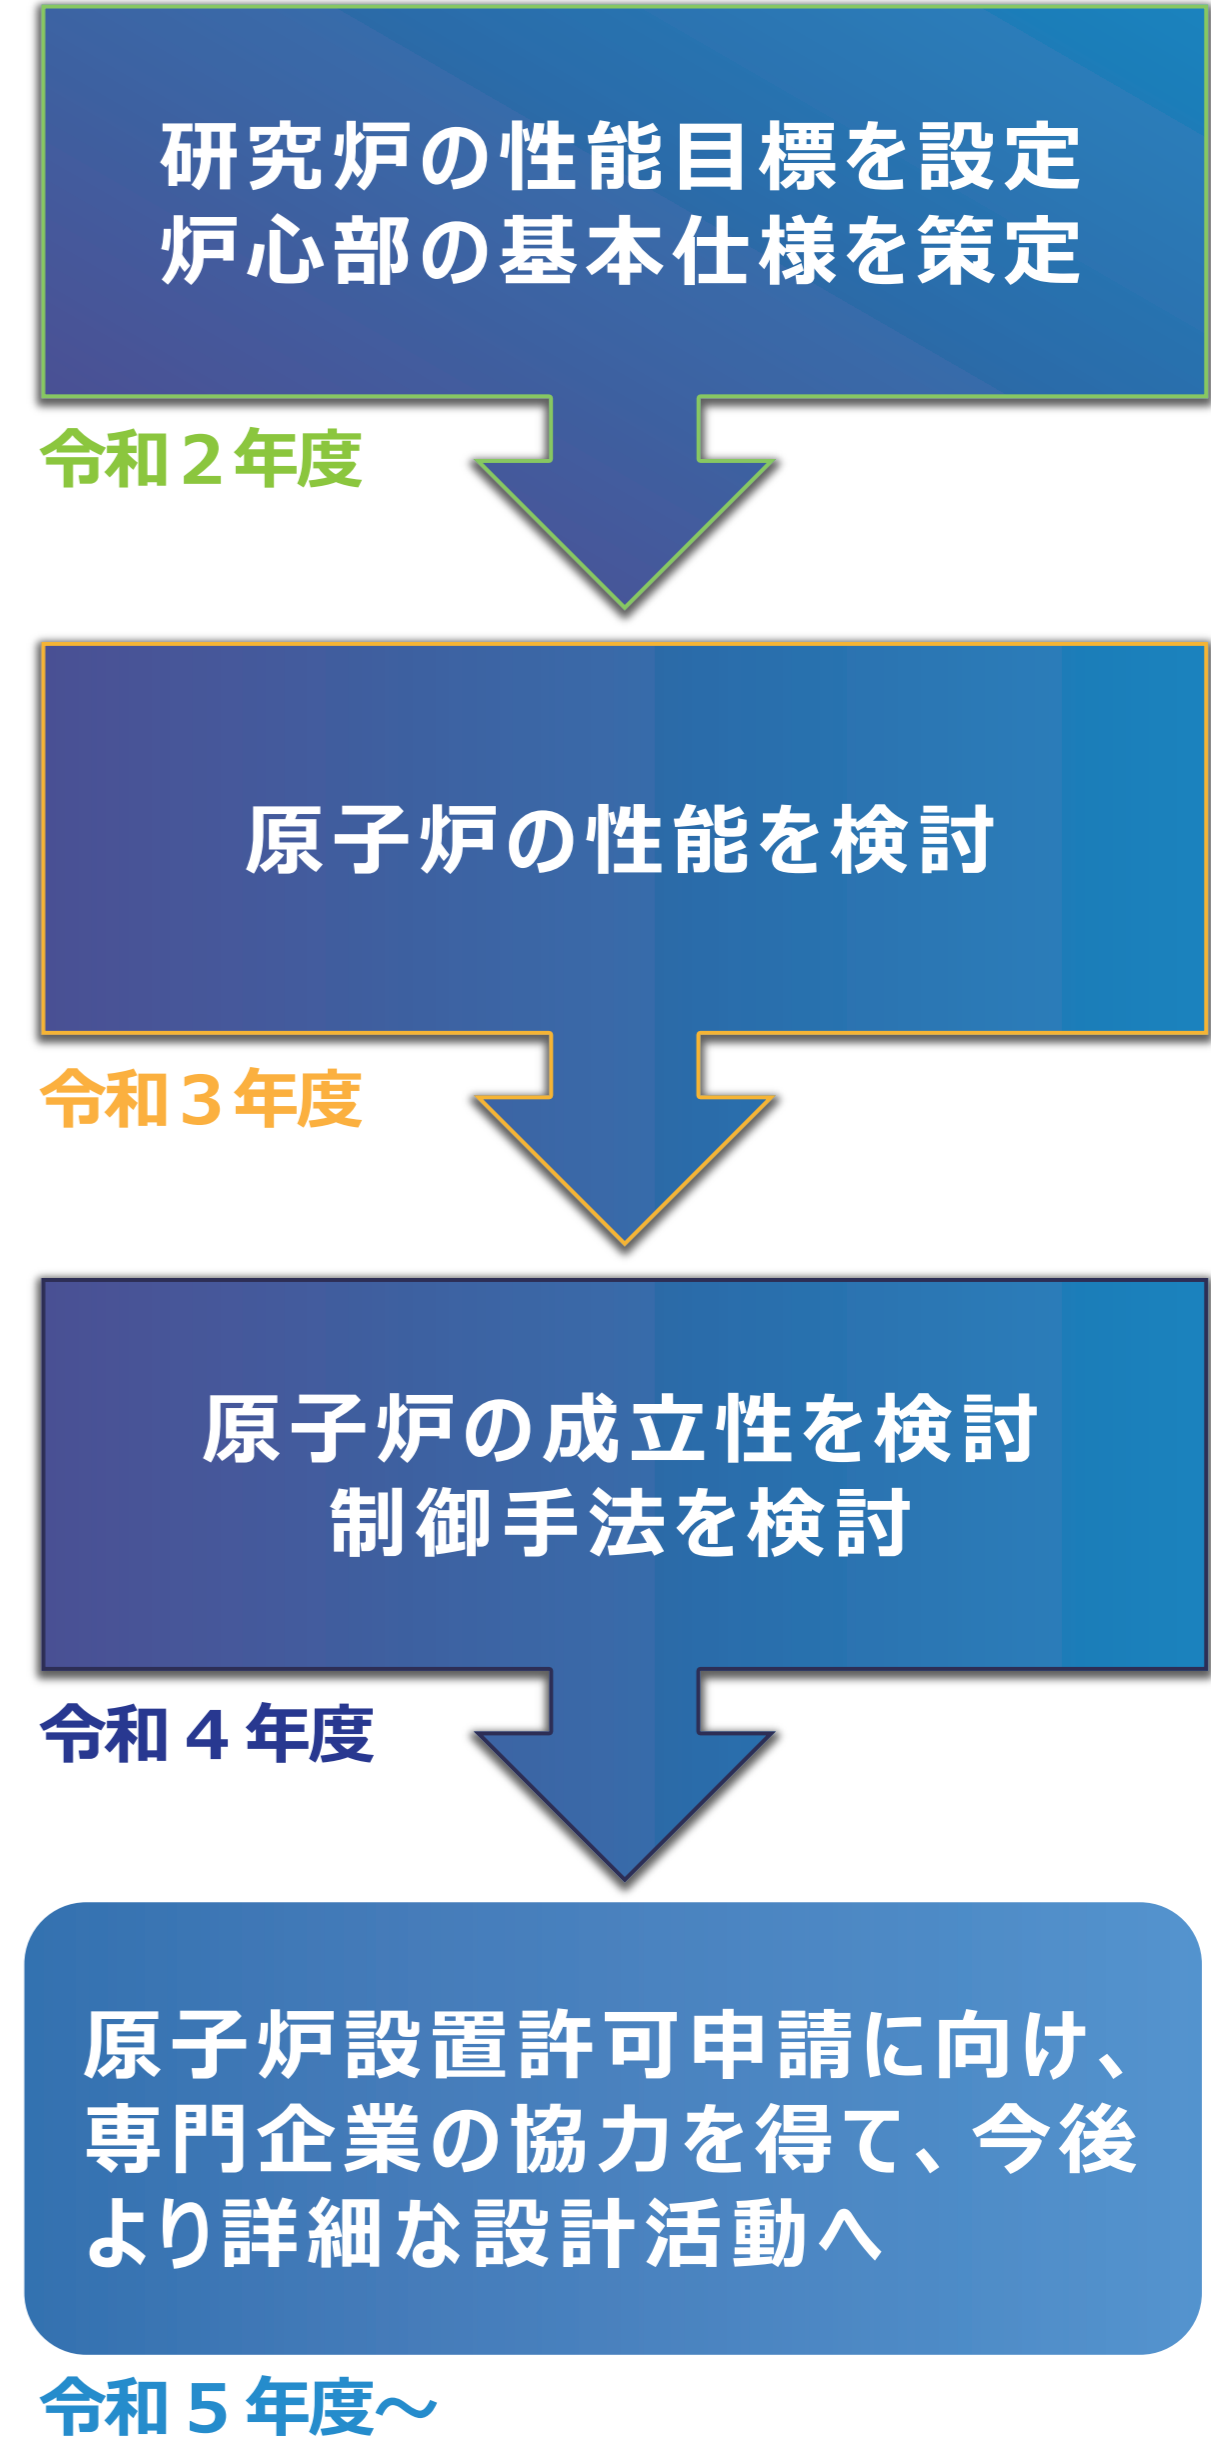 研究炉の性能目標を設定
炉心部の基本仕様を策定
令和2年度
原子炉の性能を検討
令和3年度
原子炉の成立性を検討
制御手法を検討
令和4年度
原子炉設置許可申請に向け、
専門企業の協力を得て、今後
より詳細な設計活動へ
令和5年度～